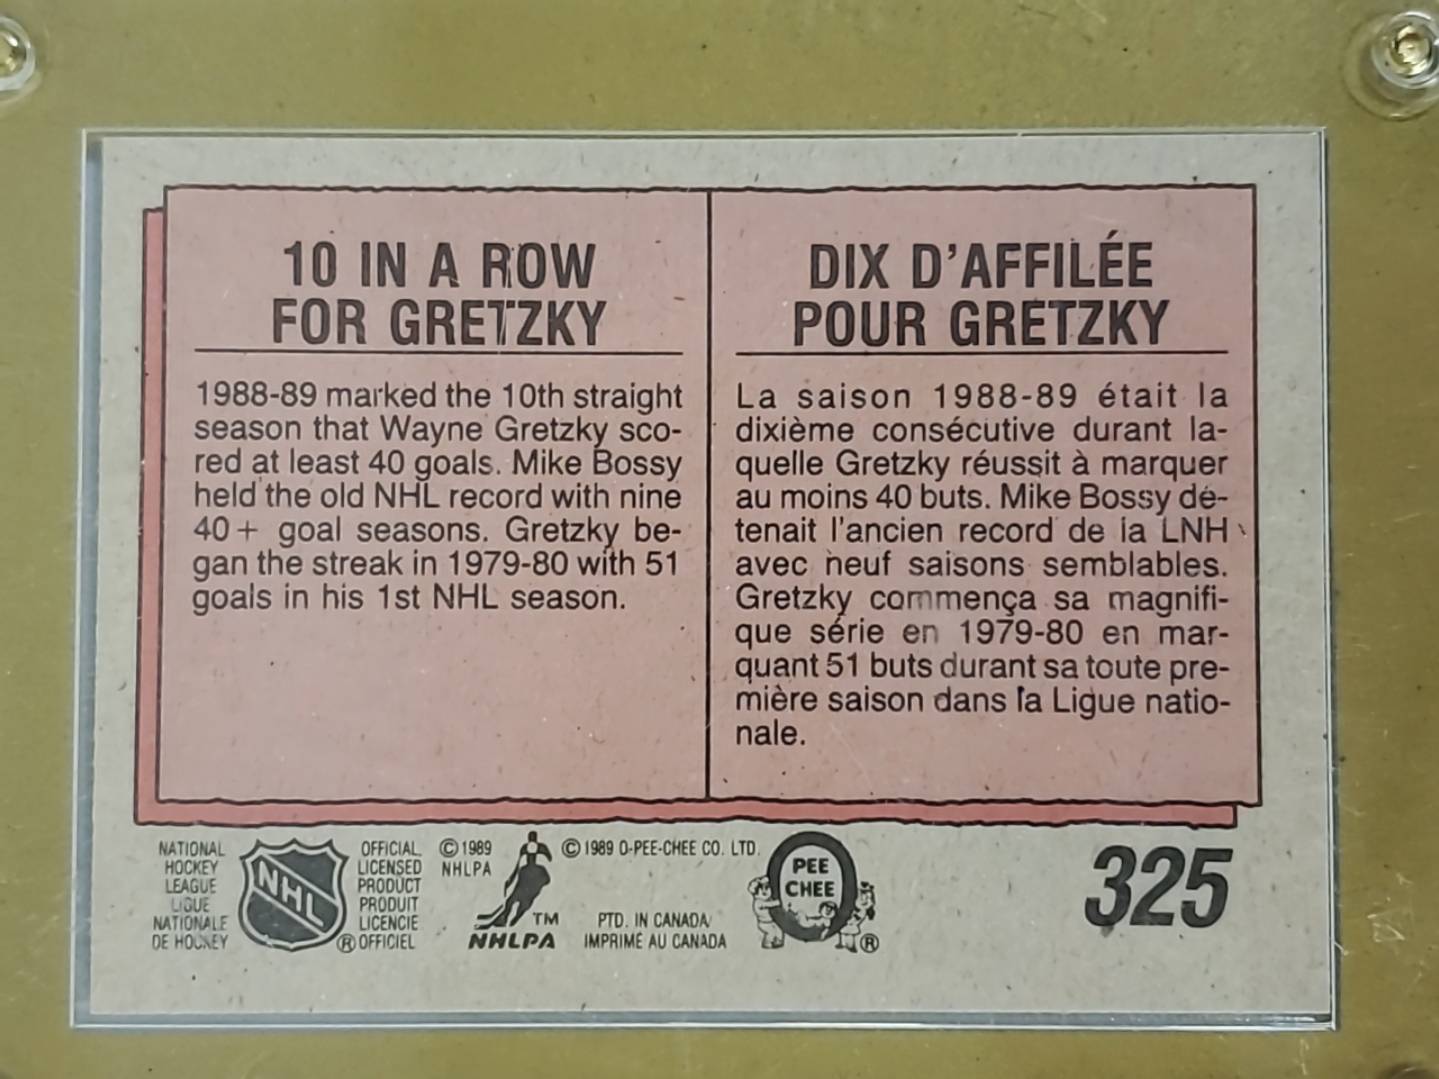 10 IN A ROW
FOR GRETZKY
1988-89 marked the 10th straight
season that Wayne Gretzky sco-
red at least 40 goals. Mike Bossy
held the old NHL record with nine
40+ goal seasons. Gretzky be-
gan the streak in 1979-80 with 51
goals in his 1st NHL season.
DIX D'AFFILÉE
POUR GRETZKY
La saison 1988-89 était la
dixième consécutive durant la-
quelle Gretzky réussit à marquer
au moins 40 buts. Mike Bossy dé-
tenait l'ancien record de la LNH
avec neuf saisons semblables.
Gretzky commença sa magnifi-
que série en 1979-80 en mar-
quant 51 buts durant sa toute pre-
mière saison dans la Ligue natio-
nale.
NATIONAL
HOCKEY
LEAGUE
LIGUE
NATIONALE
DE HOCKEY
NHL
®
OFFICIAL
LICENSED
PRODUCT
PRODUIT
LICENCIE
OFFICIEL
© 1989
NHLPA
TM
NHLPA
© 1989 O-PEE-CHEE CO. LTD.
PTD. IN CANADA
IMPRIMÉ AU CANADA
PEE
CHEE
®
325